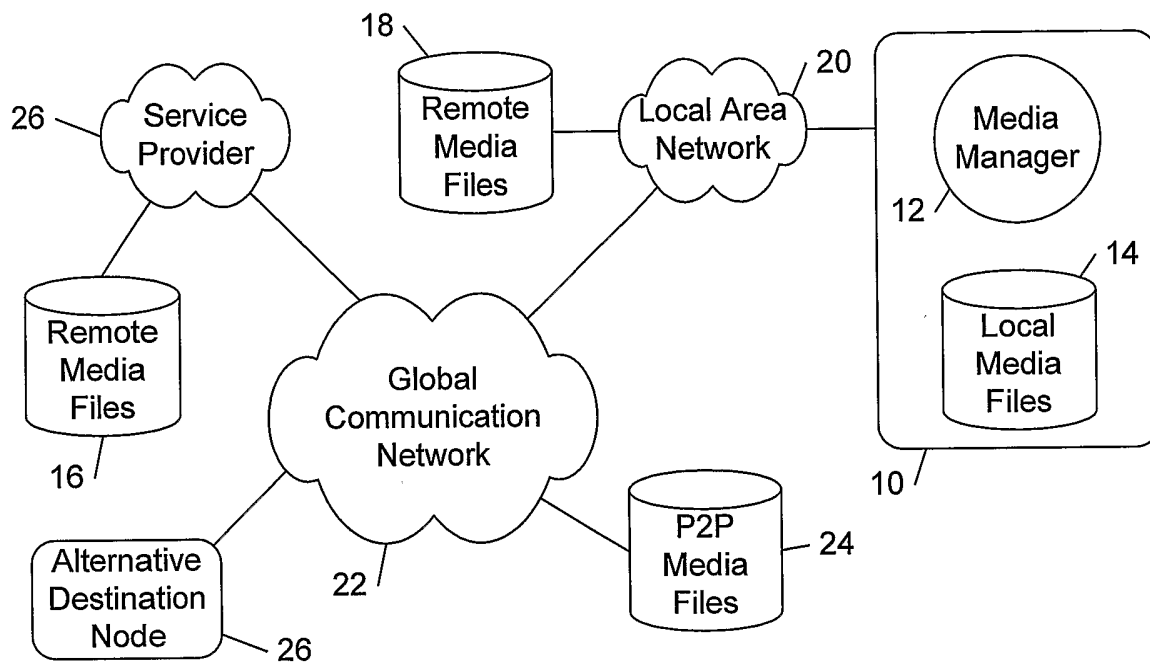 18
20
26
Service
Provider
Remote
Media
Files
Local Area
Network
Media
Manager
12
14
Remote
Media
Files
Local
Media
Files
Global
Communication
Network
16
10
P2P
Media
Files
24
Alternative
Destination
Node
22
26